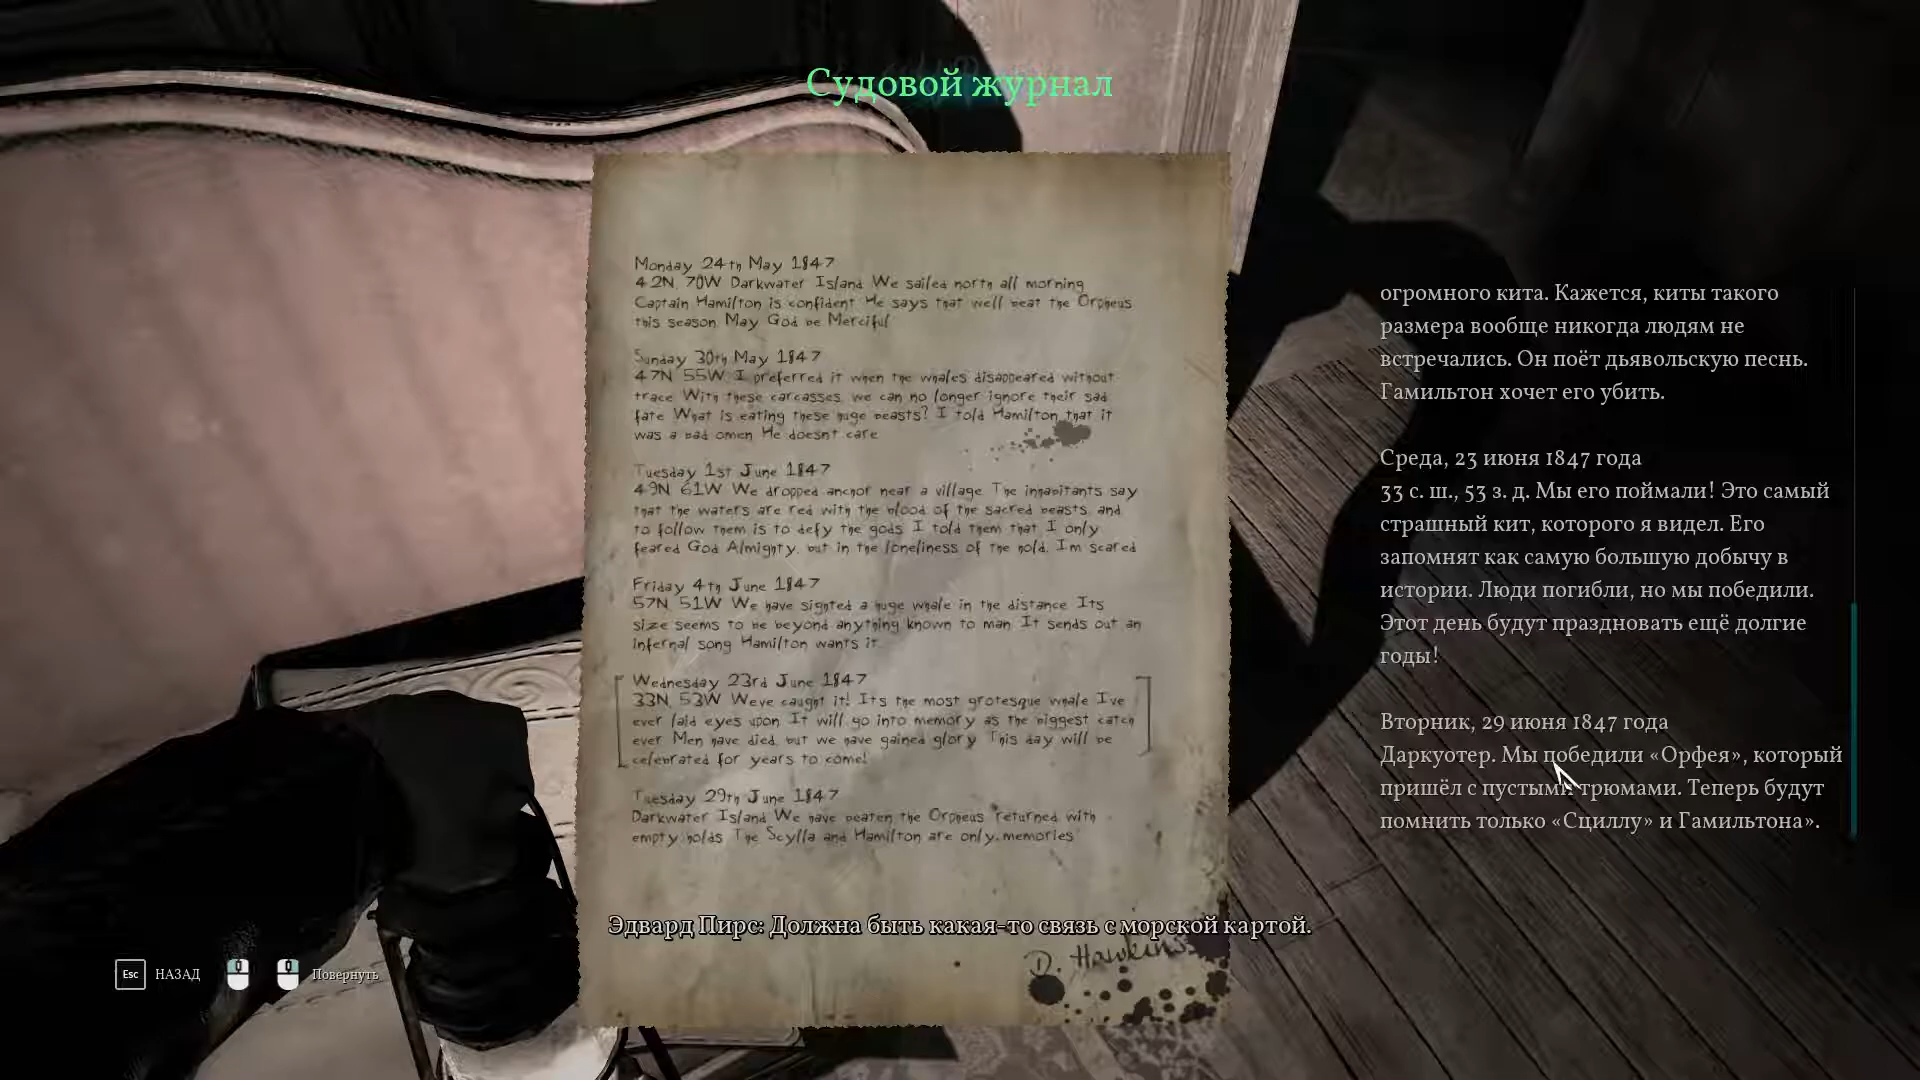 Судовой журнал
Monday 24th May 1847
42N, 70W Darkwater Island We sailed north all morning
Captain Hamilton is confident He says that we'll beat the Orpheus
this season May God be Merciful
Sunday 30th May 1847
47N 55W I preferred it when the whales disappeared without
trace With these carcasses, we can no longer ignore their sad
fate What is eating these huge beasts? I told Hamilton that it
was a bad omen He doesn't care
Tuesday 1st June 1847
49N 61W We dropped anchor near a village The inhabitants say
that the waters are red with the blood of the sacred beasts, and
to follow them is to defy the gods I told them that I only
feared God Almighty, but in the loneliness of the hold, I'm scared
Friday 4th June 1847
57N 51W We have sighted a huge whale in the distance Its
size seems to be beyond anything known to man It sends out an
infernal song Hamilton wants it
Wednesday 23rd June 1847
33N, 53W We've caught it! It's the most grotesque whale I've
ever laid eyes upon It will go into memory as the biggest catch
ever Men have died, but we have gained glory This day will be
celebrated for years to come!
Tuesday 29th June 1847
Darkwater Island We have beaten the Orpheus returned with
empty holds The Scylla and Hamilton are only memories
D. Hawkins
огромного кита. Кажется, киты такого
размера вообще никогда людям не
встречались. Он поёт дьявольскую песнь.
Гамильтон хочет его убить.
Среда, 23 июня 1847 года
33 с. ш., 53 з. д. Мы его поймали! Это самый
страшный кит, которого я видел. Его
запомнят как самую большую добычу в
истории. Люди погибли, но мы победили.
Этот день будут праздновать ещё долгие
годы!
Вторник, 29 июня 1847 года
Даркуотер. Мы победили «Орфея», который
пришёл с пустыми трюмами. Теперь будут
помнить только «Сциллу» и Гамильтона».
Эдвард Пирс: Должна быть какая-то связь с морской картой.
Esc НАЗАД Повернуть